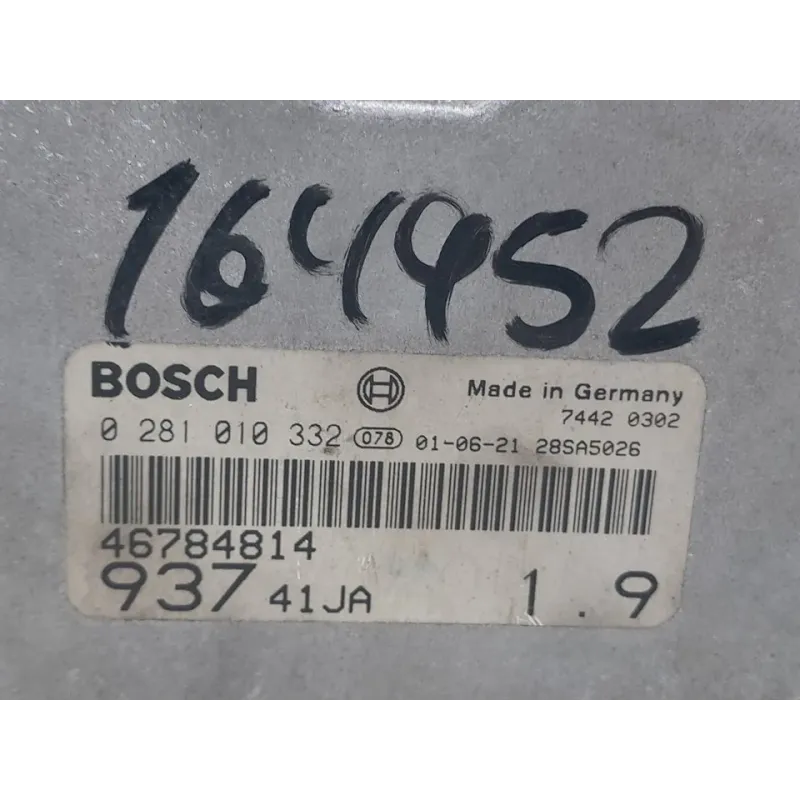 164452
BOSCH Made in Germany
7442 0302
0 281 010 332 078 01-06-21 28SA5026
46784814
937 41JA 1.9